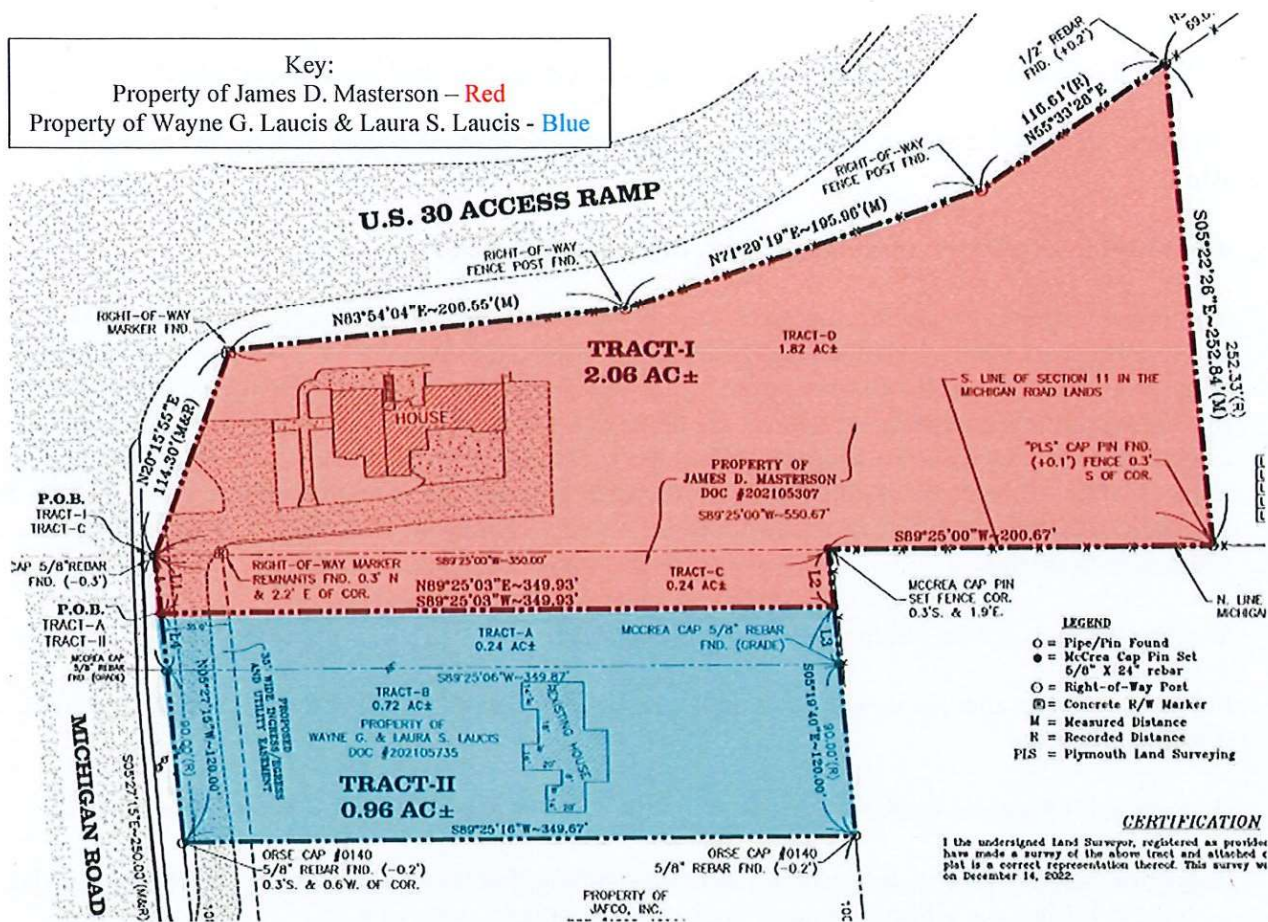 Key:
Property of James D. Masterson – Red
Property of Wayne G. Laucis & Laura S. Laucis - Blue
1/2" REBAR
FND. (+0.2')
116.61'(R)
N55°33'28"E
RIGHT-OF-WAY
FENCE POST FND.
U.S. 30 ACCESS RAMP
N71°29'19"E~195.96'(M)
RIGHT-OF-WAY
FENCE POST FND.
N83°54'04"E~206.55'(M)
RIGHT-OF-WAY
MARKER FND.
TRACT-D
1.82 AC±
TRACT-I
2.06 AC±
S05°22'26"E~252.84'(M)
252.33'(R)
S. LINE OF SECTION 11 IN THE
MICHIGAN ROAD LANDS
HOUSE
N20°15'55"E
114.30'(M&R)
"PLS" CAP PIN FND.
(+0.1') FENCE 0.3'
S OF COR.
PROPERTY OF
JAMES D. MASTERSON
DOC #202105307
S89°25'00"W~550.67'
P.O.B.
TRACT-I
TRACT-C
S89°25'00"W~200.67'
CAP 5/8"REBAR
FND. (-0.3')
S89°25'00"W~350.00'
RIGHT-OF-WAY MARKER
REMNANTS FND. 0.3' N
& 2.2' E OF COR.
L1
N89°25'03"E~349.93'
S89°25'03"W~349.93'
TRACT-C
0.24 AC±
L2
MCCREA CAP PIN
SET FENCE COR.
0.3'S. & 1.9'E.
N. LINE
MICHIGAN
P.O.B.
TRACT-A
TRACT-II
MCCREA CAP
5/8" REBAR
FND (GRADE)
L4
TRACT-A
0.24 AC±
MCCREA CAP 5/8" REBAR
FND. (GRADE)
L3
S89°25'06"W~349.87'
LEGEND
= Pipe/Pin Found
= McCrea Cap Pin Set
5/8" X 24" rebar
= Right-of-Way Post
= Concrete R/W Marker
M = Measured Distance
R = Recorded Distance
PLS = Plymouth Land Surveying
MICHIGAN ROAD
S05°27'15"E~250.00'(M&R)
N05°27'15"W~120.00'
90.00'(R)
PROPOSED
35' WIDE INGRESS/EGRESS
AND UTILITY EASEMENT
TRACT-B
0.72 AC±
PROPERTY OF
WAYNE G. & LAURA S. LAUCIS
DOC #202105735
EXISTING HOUSE
S05°19'40"E~120.00'
90.00'(R)
TRACT-II
0.96 AC±
S89°25'16"W~349.67'
ORSE CAP #0140
5/8" REBAR FND. (-0.2')
0.3'S. & 0.6'W. OF COR.
ORSE CAP #0140
5/8" REBAR FND. (-0.2')
PROPERTY OF
JAFCO, INC.
CERTIFICATION
I the undersigned Land Surveyor, registered as provided
have made a survey of the above tract and attached
plat is a correct representation thereof. This survey
on December 14, 2022.